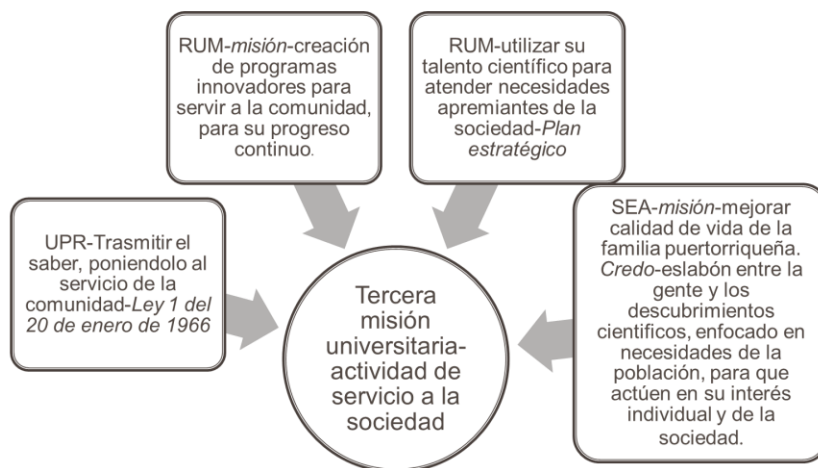 RUM-misión-creación
de programas
innovadores para
servir a la comunidad,
para su progreso
continuo.
RUM-utilizar su
talento científico para
atender necesidades
apremiantes de la
sociedad-Plan
estratégico
UPR-Trasmitir el
saber, poniendolo al
servicio de la
comunidad-Ley 1 del
20 de enero de 1966
Tercera
misión
universitaria-
actividad de
servicio a la
sociedad
SEA-misión-mejorar
calidad de vida de la
familia puertorriqueña.
Credo-eslabón entre la
gente y los
descubrimientos
cientificos, enfocado en
necesidades de la
población, para que
actúen en su interés
individual y de la
sociedad.